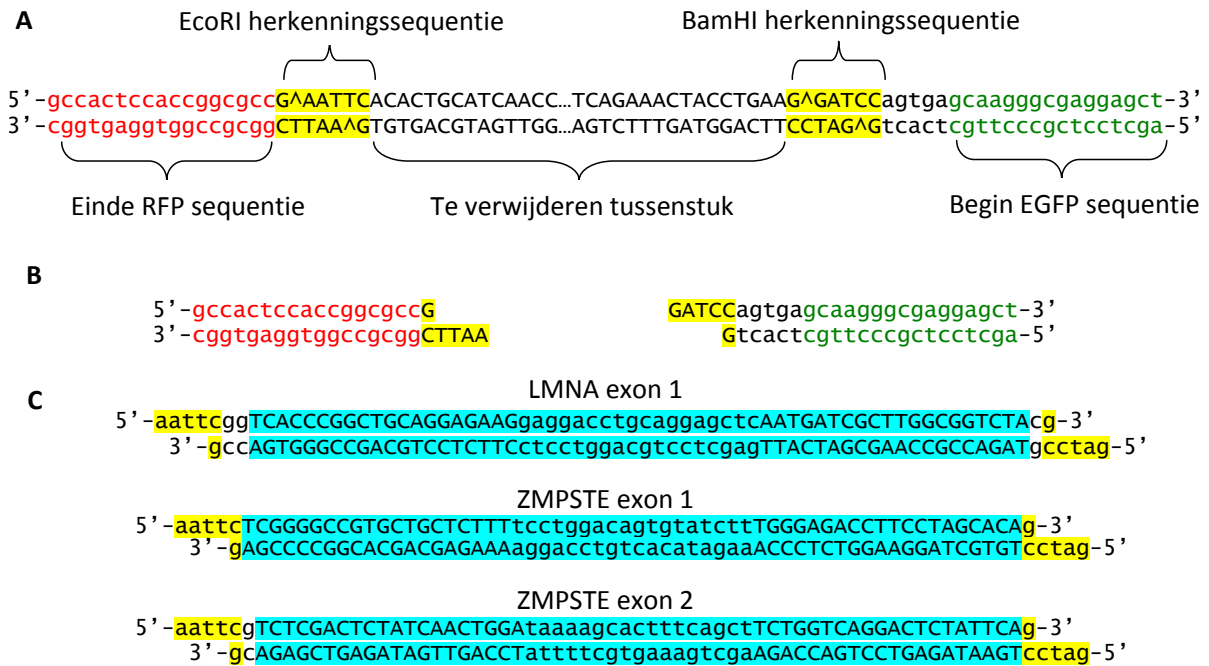 A
EcoRI herkenningssequentie
BamHI herkenningssequentie
5’-gccactccaccggcgccG^AATTCACACTGCATCAACC…TCAGAAACTACCTGAAG^GATCCagtgagcaagggcgaggagct-3’
3’-cggtgaggtggccgcggCTTAA^GTGTGACGTAGTTGG…AGTCTTTGATGGACTTCCTAG^Gtcactcgttcccgctcctcga-5’
Einde RFP sequentie
Te verwijderen tussenstuk
Begin EGFP sequentie
B
5’-gccactccaccggcgccG
GATCCagtgagcaagggcgaggagct-3’
3’-cggtgaggtggccgcggCTTAA
Gtcactcgttcccgctcctcga-5’
C
LMNA exon 1
5’-aattcggTCACCCGGCTGCAGGAGAAGgaggacctgcaggagctcAATGATCGCTTGGCGGTCTAcg-3’
3’-gccAGTGGGCCGACGTCCTCTTCctcctggacgtcctcgagTTACTAGCGAACCGCCAGATgcctag-5’
ZMPSTE exon 1
5’-aattcTCGGGGCCGTGCTGCTCTTTtcctggacagtgtatcttTGGGAGACCTTCCTAGCACAg-3’
3’-gAGCCCCGGCACGACGAGAAAaggacctgtcacatagaaACCCTCTGGAAGGATCGTGTcctag-5’
ZMPSTE exon 2
5’-aattcgTCTCGACTCTATCAACTGGAtaaaagcactttcagcttTCTGGTCAGGACTCTATTCAg-3’
3’-gcAGAGCTGAGATAGTTGACCTattttcgtgaaagtcgaaAGACCAGTCCTGAGATAAGTcctag-5’